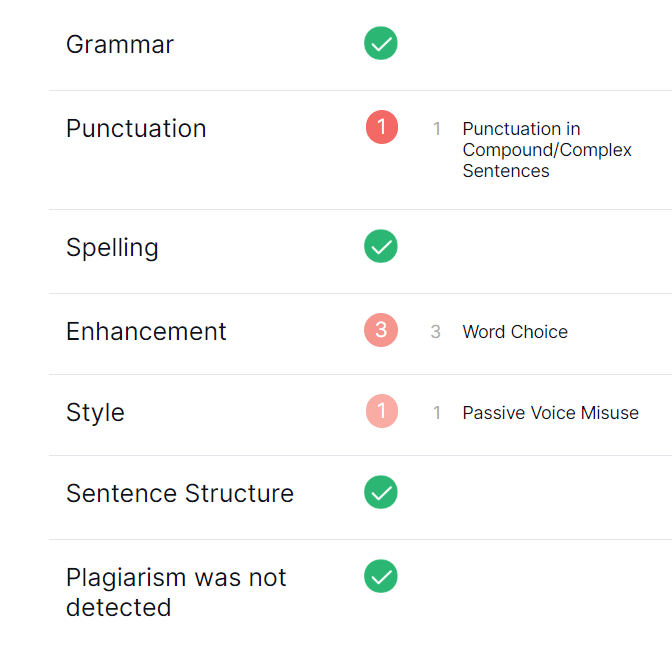 Grammar
Punctuation 1 1 Punctuation in
Compound/Complex
Sentences
Spelling
Enhancement 3 3 Word Choice
Style 1 1 Passive Voice Misuse
Sentence Structure
Plagiarism was not
detected